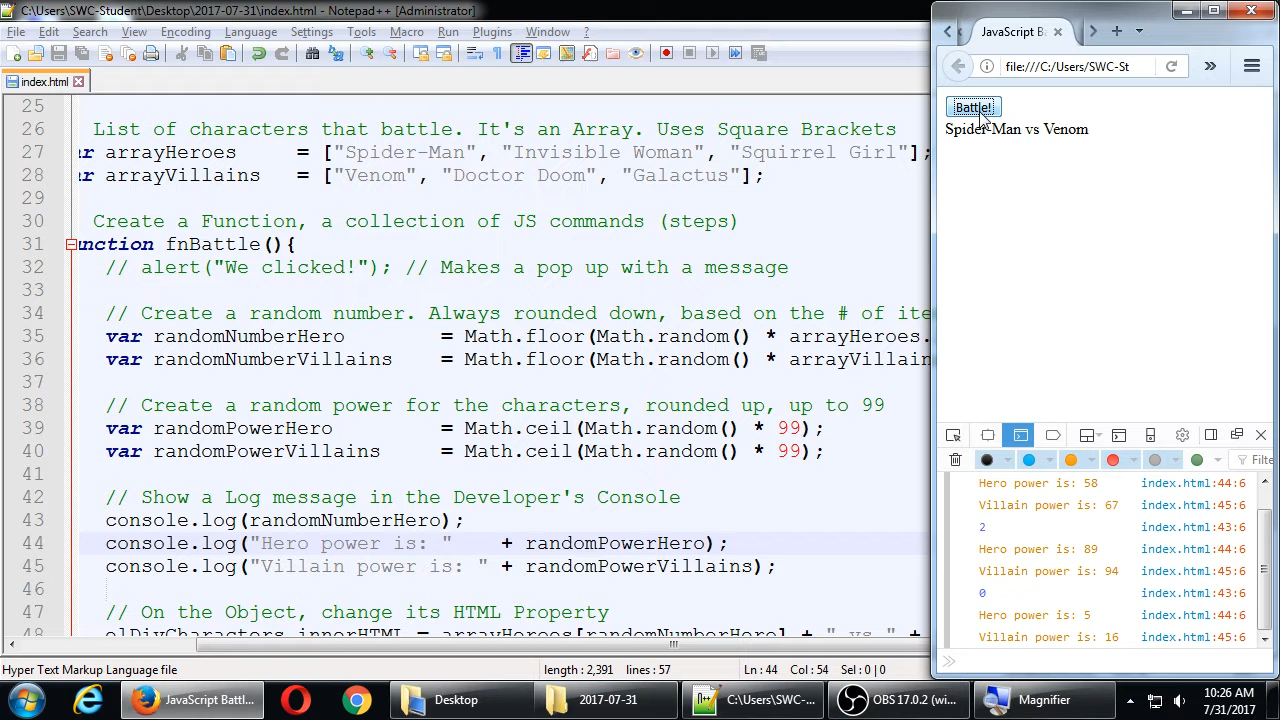 C:\Users\SWC-Student\Desktop\2017-07-31\index.html - Notepad++ [Administrator]
File Edit Search View Encoding Language Settings Tools Macro Run Plugins Window ?
index.html
25
26 List of characters that battle. It's an Array. Uses Square Brackets
27 ar arrayHeroes = ["Spider-Man", "Invisible Woman", "Squirrel Girl"];
28 ar arrayVillains = ["Venom", "Doctor Doom", "Galactus"];
29
30 Create a Function, a collection of JS commands (steps)
31 unction fnBattle(){
32 // alert("We clicked!"); // Makes a pop up with a message
33
34 // Create a random number. Always rounded down, based on the # of ite
35 var randomNumberHero = Math.floor(Math.random() * arrayHeroes.
36 var randomNumberVillains = Math.floor(Math.random() * arrayVillain
37
38 // Create a random power for the characters, rounded up, up to 99
39 var randomPowerHero = Math.ceil(Math.random() * 99);
40 var randomPowerVillains = Math.ceil(Math.random() * 99);
41
42 // Show a Log message in the Developer's Console
43 console.log(randomNumberHero);
44 console.log("Hero power is: " + randomPowerHero);
45 console.log("Villain power is: " + randomPowerVillains);
46
47 // On the Object, change its HTML Property
48 elDivCharacters.innerHTML = arrayHeroes[randomNumberHero] + " vs " +
Hyper Text Markup Language file length : 2,391 lines : 57 Ln : 44 Col : 54 Sel : 0 | 0
JavaScript B
file:///C:/Users/SWC-St
Battle!
Spider-Man vs Venom
Filte
Hero power is: 58 index.html:44:6
Villain power is: 67 index.html:45:6
2 index.html:43:6
Hero power is: 89 index.html:44:6
Villain power is: 94 index.html:45:6
0 index.html:43:6
Hero power is: 5 index.html:44:6
Villain power is: 16 index.html:45:6
JavaScript Battl...
Desktop
2017-07-31
C:\Users\SWC-...
OBS 17.0.2 (wi...
Magnifier
10:26 AM
7/31/2017